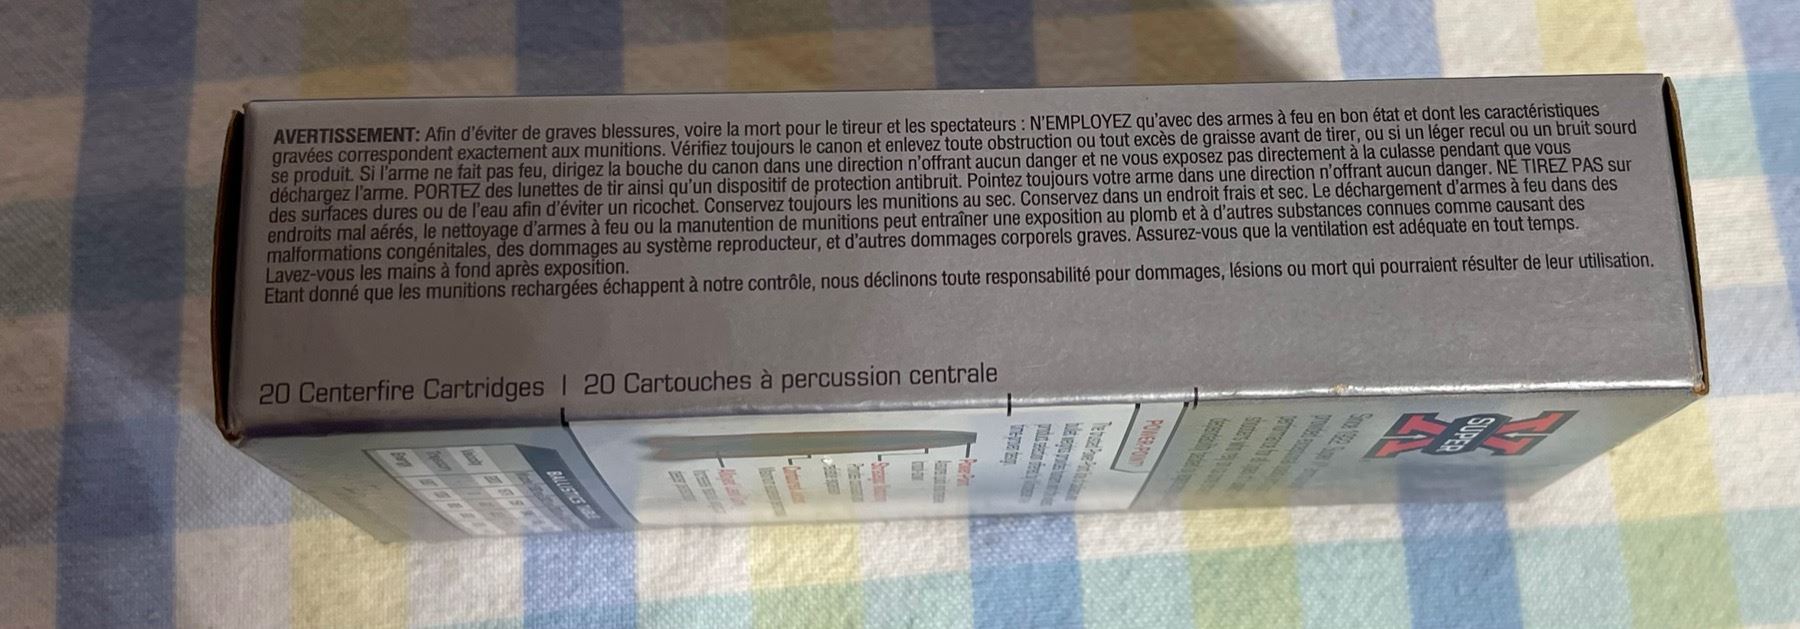 AVERTISSEMENT: Afin d'éviter de graves blessures, voire la mort pour le tireur et les spectateurs : N'EMPLOYEZ qu'avec des armes à feu en bon état et dont les caractéristiques
gravées correspondent exactement aux munitions. Vérifiez toujours le canon et enlevez toute obstruction ou tout excès de graisse avant de tirer, ou si un léger recul ou un bruit sourd
se produit. Si l'arme ne fait pas feu, dirigez la bouche du canon dans une direction n'offrant aucun danger et ne vous exposez pas directement à la culasse pendant que vous
déchargez l'arme. PORTEZ des lunettes de tir ainsi qu'un dispositif de protection antibruit. Pointez toujours votre arme dans une direction n'offrant aucun danger. NE TIREZ PAS sur
des surfaces dures ou de l'eau afin d'éviter un ricochet. Conservez toujours les munitions au sec. Conservez dans un endroit frais et sec. Le déchargement d'armes à feu dans des
endroits mal aérés, le nettoyage d'armes à feu ou la manutention de munitions peut entraîner une exposition au plomb et à d'autres substances connues comme causant des
malformations congénitales, des dommages au système reproducteur, et d'autres dommages corporels graves. Assurez-vous que la ventilation est adéquate en tout temps.
Lavez-vous les mains à fond après exposition.
Etant donné que les munitions rechargées échappent à notre contrôle, nous déclinons toute responsabilité pour dommages, lésions ou mort qui pourraient résulter de leur utilisation.
20 Centerfire Cartridges | 20 Cartouches à percussion centrale
SUPER X
POWER-POINT
BALLISTICS